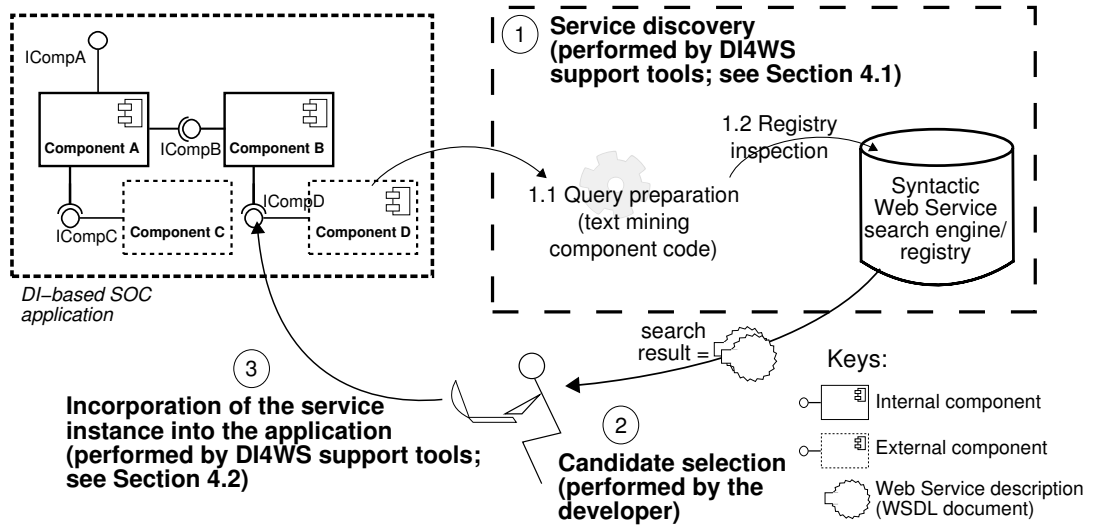 ICompA
Component A
ICompB
Component B
ICompC
Component C
ICompD
Component D
DI–based SOC
application
1
Service discovery
(performed by DI4WS
support tools; see Section 4.1)
1.1 Query preparation
(text mining
component code)
1.2 Registry
inspection
Syntactic
Web Service
search engine/
registry
search
result =
2
Candidate selection
(performed by the
developer)
3
Incorporation of the service
instance into the application
(performed by DI4WS support tools;
see Section 4.2)
Keys:
Internal component
External component
Web Service description
(WSDL document)